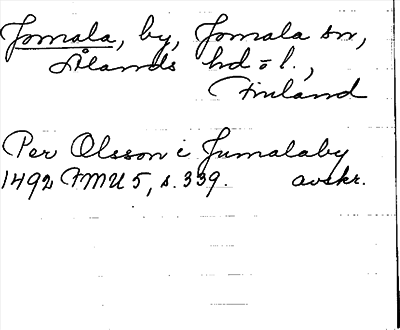 Jomala, by, Jomala sn,
Ålands hd o l.,
Finland
Per Olsson i Jumalaby
1492 FMU 5, s. 339. avskr.